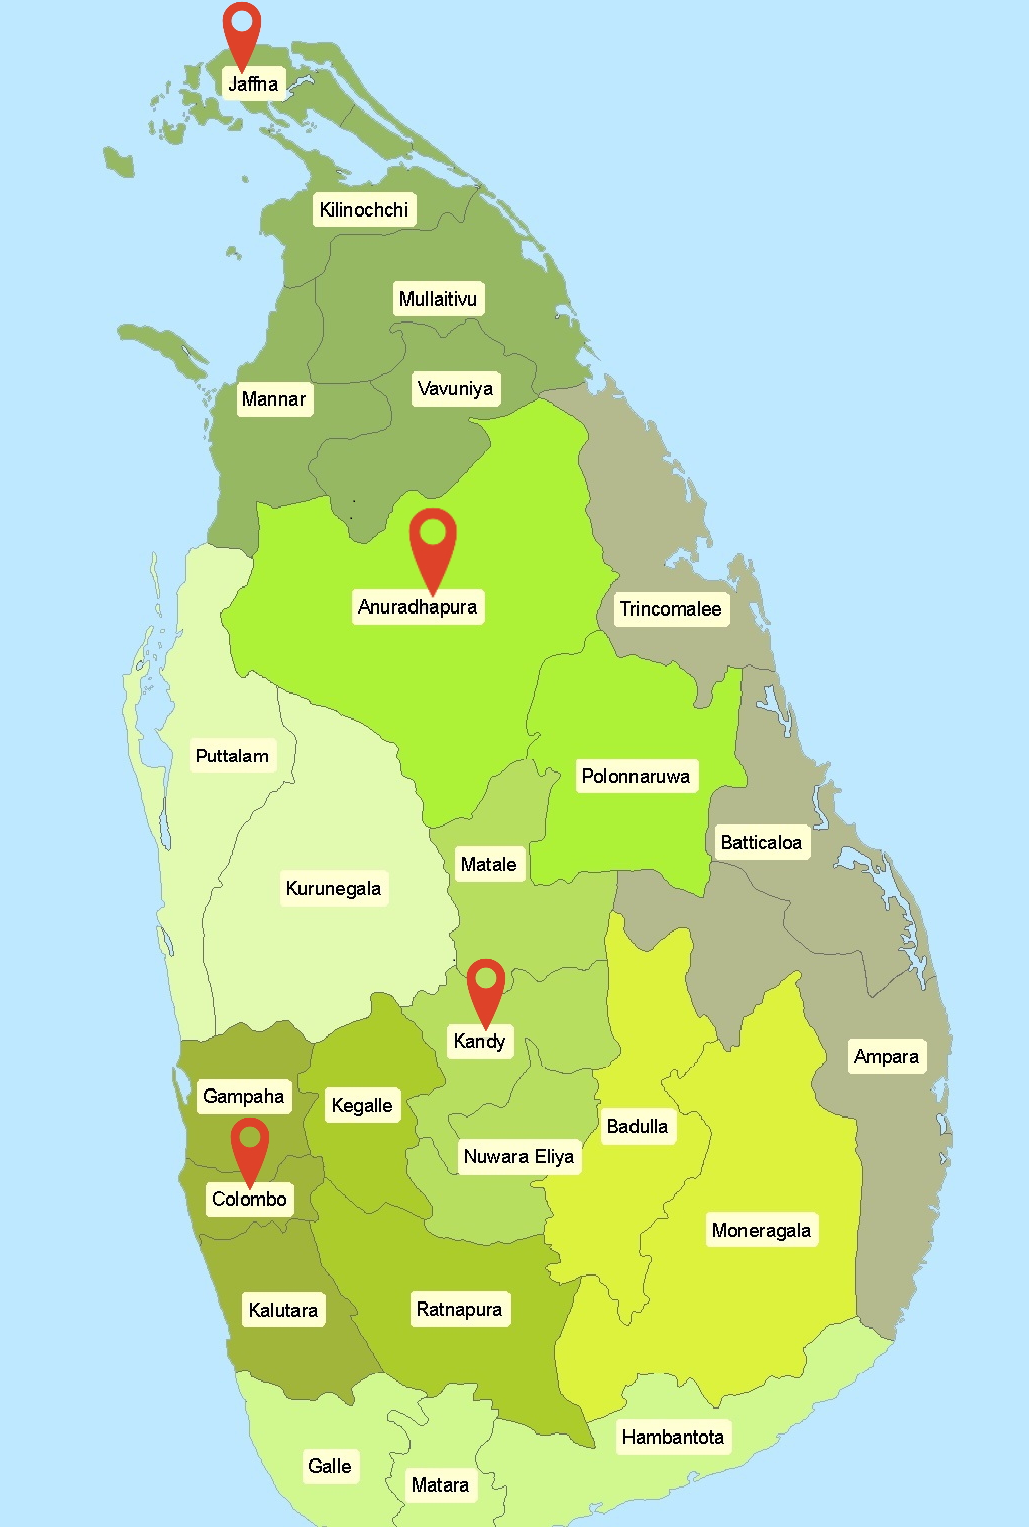 Jaffna
Kilinochchi
Mullaitivu
Vavuniya
Mannar
Anuradhapura
Trincomalee
Puttalam
Polonnaruwa
Batticaloa
Matale
Kurunegala
Kandy
Ampara
Gampaha
Kegalle
Badulla
Nuwara Eliya
Colombo
Moneragala
Kalutara
Ratnapura
Hambantota
Galle
Matara